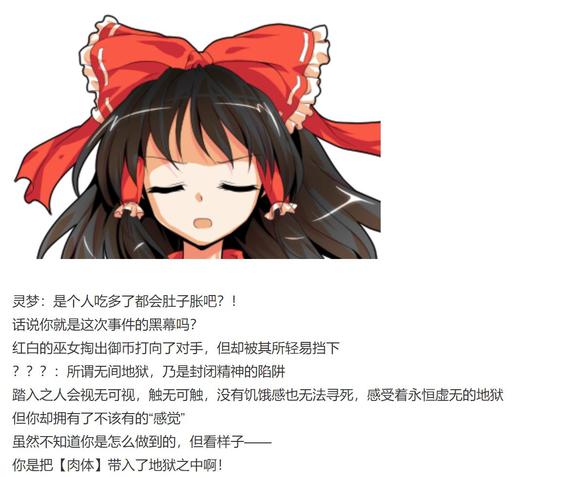 灵梦：是个人吃多了都会肚子胀吧？！
话说你就是这次事件的黑幕吗？
红白的巫女掏出御币打向了对手，但却被其所轻易挡下
？？？：所谓无间地狱，乃是封闭精神的陷阱
踏入之人会视无可视，触无可触，没有饥饿感也无法寻死，感受着永恒虚无的地狱
但你却拥有了不该有的“感觉”
虽然不知道你是怎么做到的，但看样子——
你是把【肉体】带入了地狱之中啊！